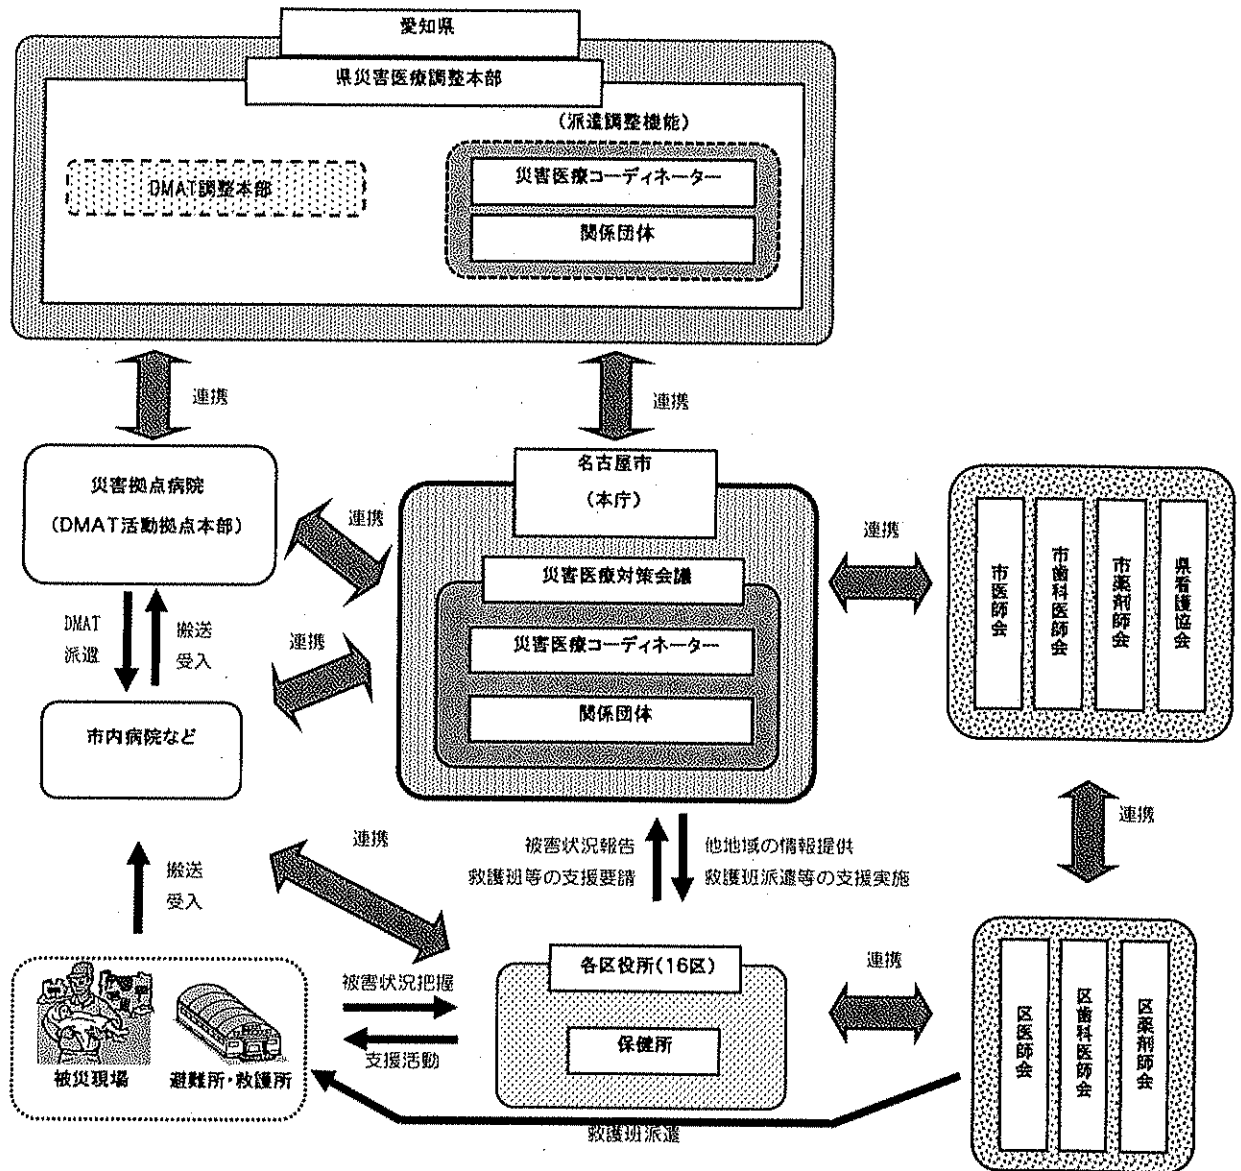 愛知県
県災害医療調整本部
(派遣調整機能)
DMAT調整本部
災害医療コーディネーター
関係団体
連携
連携
災害拠点病院
(DMAT活動拠点本部)
名古屋市
(本庁)
連携
連携
災害医療対策会議
災害医療コーディネーター
関係団体
市医師会
市歯科医師会
市薬剤師会
県看護協会
DMAT
派遣
搬送
受入
連携
市内病院など
連携
連携
被害状況報告
救護班等の支援要請
他地域の情報提供
救護班派遣等の支援実施
搬送
受入
各区役所(16区)
保健所
連携
被害状況把握
支援活動
被災現場
避難所・救護所
区医師会
区歯科医師会
区薬剤師会
救護班派遣